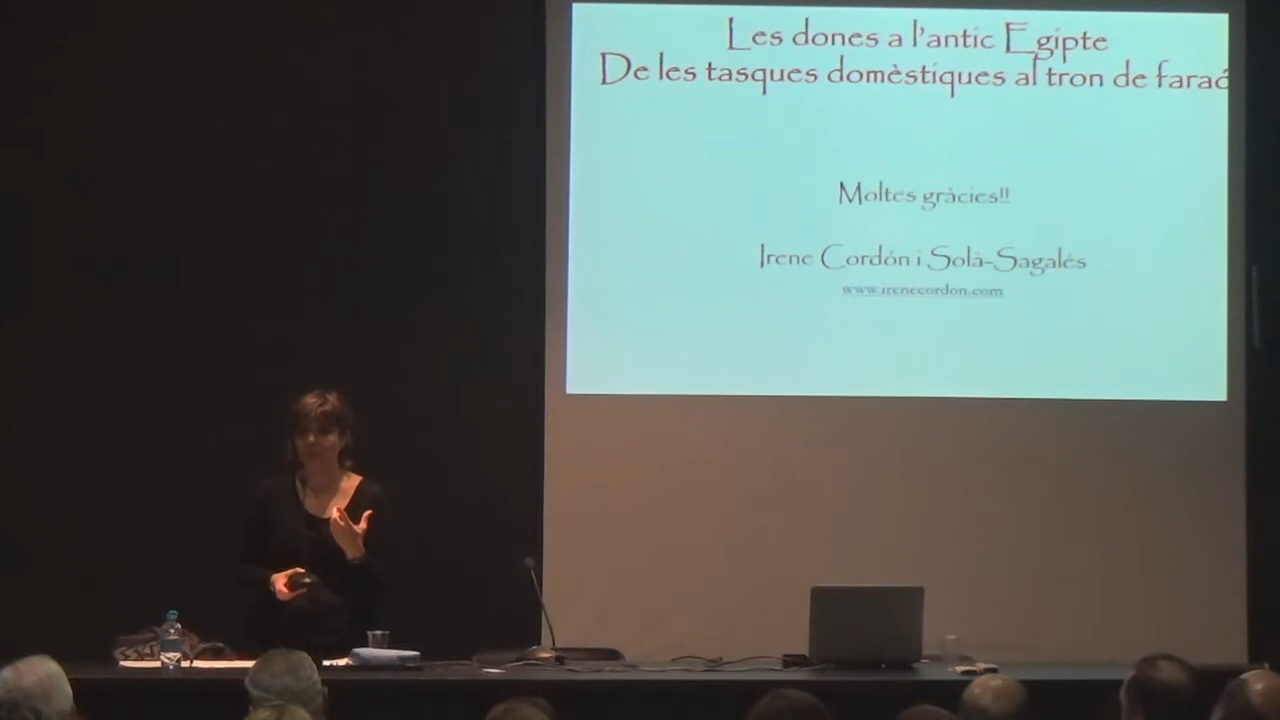 Les dones a l'antic Egipte
De les tasques domèstiques al tron de faraó
Moltes gràcies!!
Irene Cordón i Solà-Sagalés
www.irenecordon.com